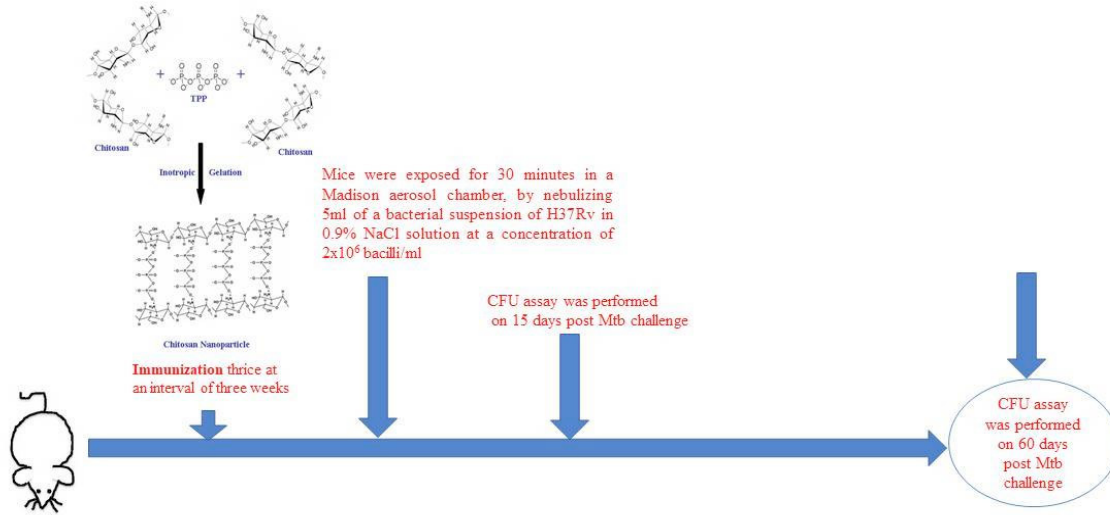 +
+
TPP
Chitosan
Chitosan
Inotropic
Gelation
Chitosan Nanoparticle
Immunization thrice at
an interval of three weeks
Mice were exposed for 30 minutes in a
Madison aerosol chamber, by nebulizing
5ml of a bacterial suspension of H37Rv in
0.9% NaCl solution at a concentration of
2x10⁶ bacilli/ml
CFU assay was performed
on 15 days post Mtb challenge
CFU assay
was performed
on 60 days
post Mtb
challenge